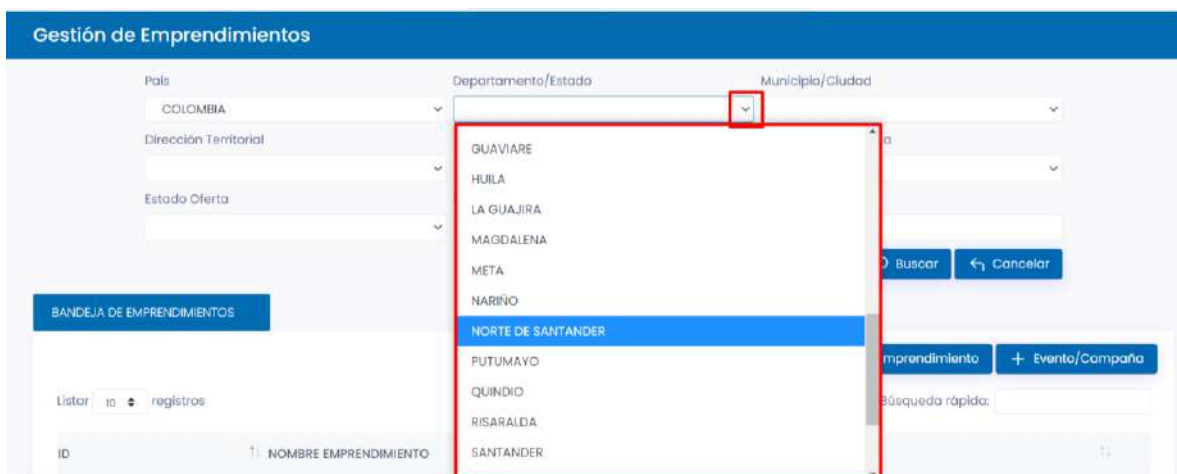 Gestión de Emprendimientos
País
Departamento/Estado
Municipio/Ciudad
COLOMBIA
Dirección Territorial
a
GUAVIARE
HUILA
Estado Oferta
LA GUAJIRA
MAGDALENA
META
Buscar
Cancelar
NARIÑO
BANDEJA DE EMPRENDIMIENTOS
NORTE DE SANTANDER
PUTUMAYO
mprendimiento
+ Evento/Campaña
QUINDIO
Listar 10 registros
Búsqueda rápida:
RISARALDA
ID
NOMBRE EMPRENDIMIENTO
SANTANDER